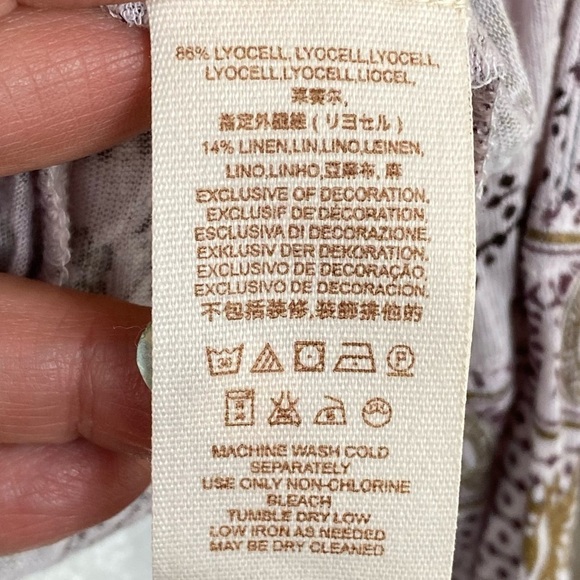 86% LYOCELL, LYOCELL,LYOCELL,
LYOCELL,LYOCELL,LIOCEL,
莱赛尔,
指定外繊維 (リヨセル)
14% LINEN,LIN,LINO,LEINEN,
LINO,LINHO,亞麻布, 麻
EXCLUSIVE OF DECORATION,
EXCLUSIF DE DECORATION,
ESCLUSIVA DI DECORAZIONE,
EXKLUSIV DER DEKORATION,
EXCLUSIVO DE DECORAÇÃO,
EXCLUSIVO DE DECORACION,
不包括装修,装飾排他的
P
MACHINE WASH COLD
SEPARATELY
USE ONLY NON-CHLORINE
BLEACH
TUMBLE DRY LOW
LOW IRON AS NEEDED
MAY BE DRY CLEANED